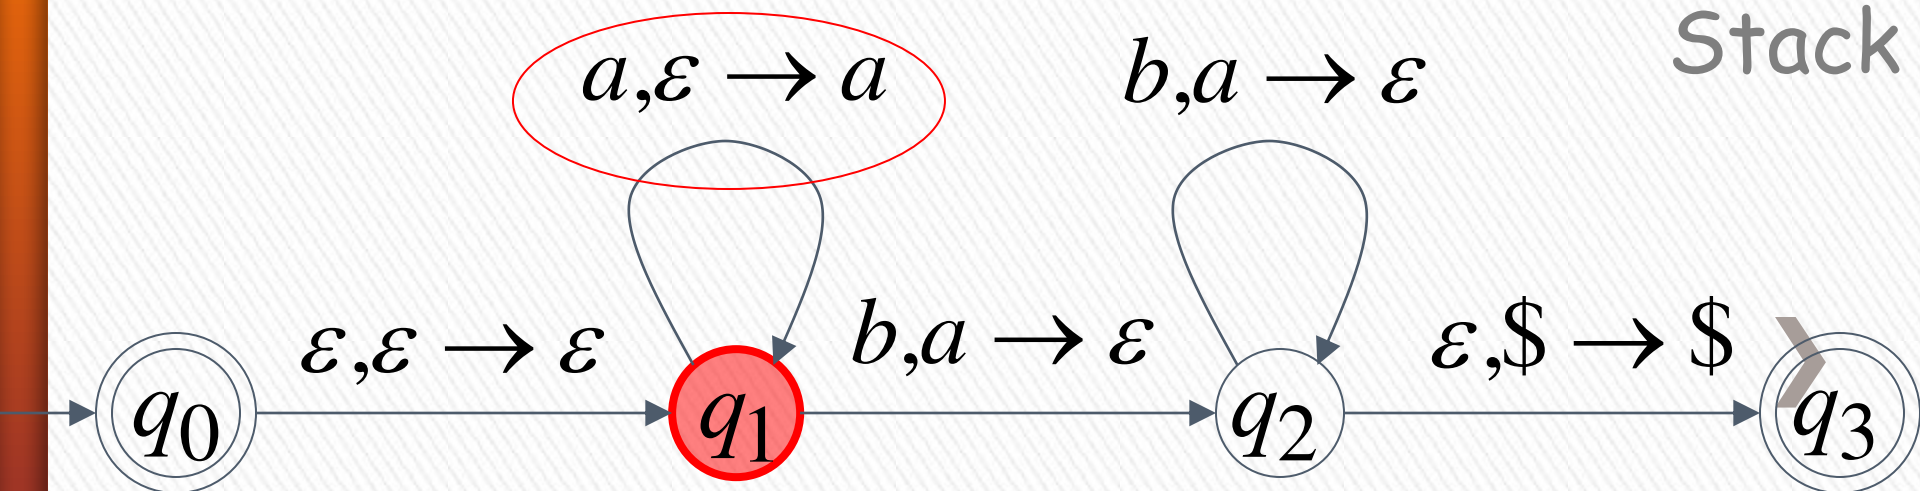 Stack
a,ε → a
b,a → ε
ε,ε → ε
b,a → ε
ε,$ → $
q0
q1
q2
q3